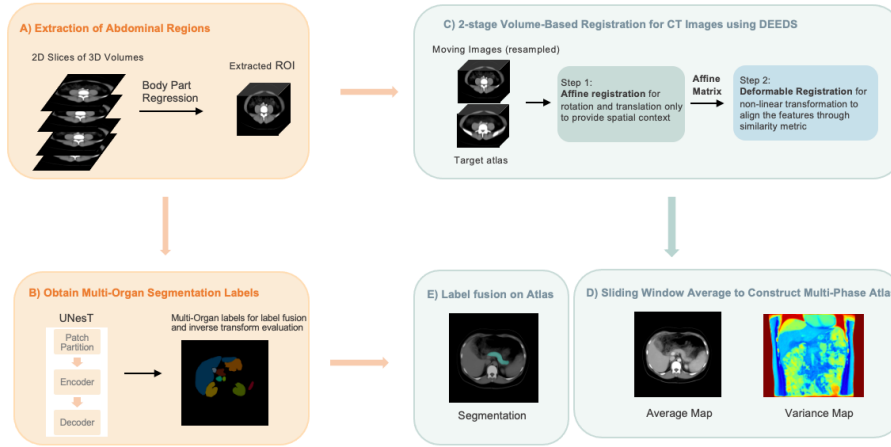 A) Extraction of Abdominal Regions
2D Slices of 3D Volumes
Body Part
Regression
Extracted ROI
C) 2-stage Volume-Based Registration for CT Images using DEEDS
Moving Images (resampled)
Target atlas
Step 1:
Affine registration for
rotation and translation only
to provide spatial context
Affine
Matrix
Step 2:
Deformable Registration for
non-linear transformation to
align the features through
similarity metric
B) Obtain Multi-Organ Segmentation Labels
UNesT
Patch
Partition
Encoder
Decoder
Multi-Organ labels for label fusion
and inverse transform evaluation
E) Label fusion on Atlas
Segmentation
D) Sliding Window Average to Construct Multi-Phase Atla
Average Map
Variance Map